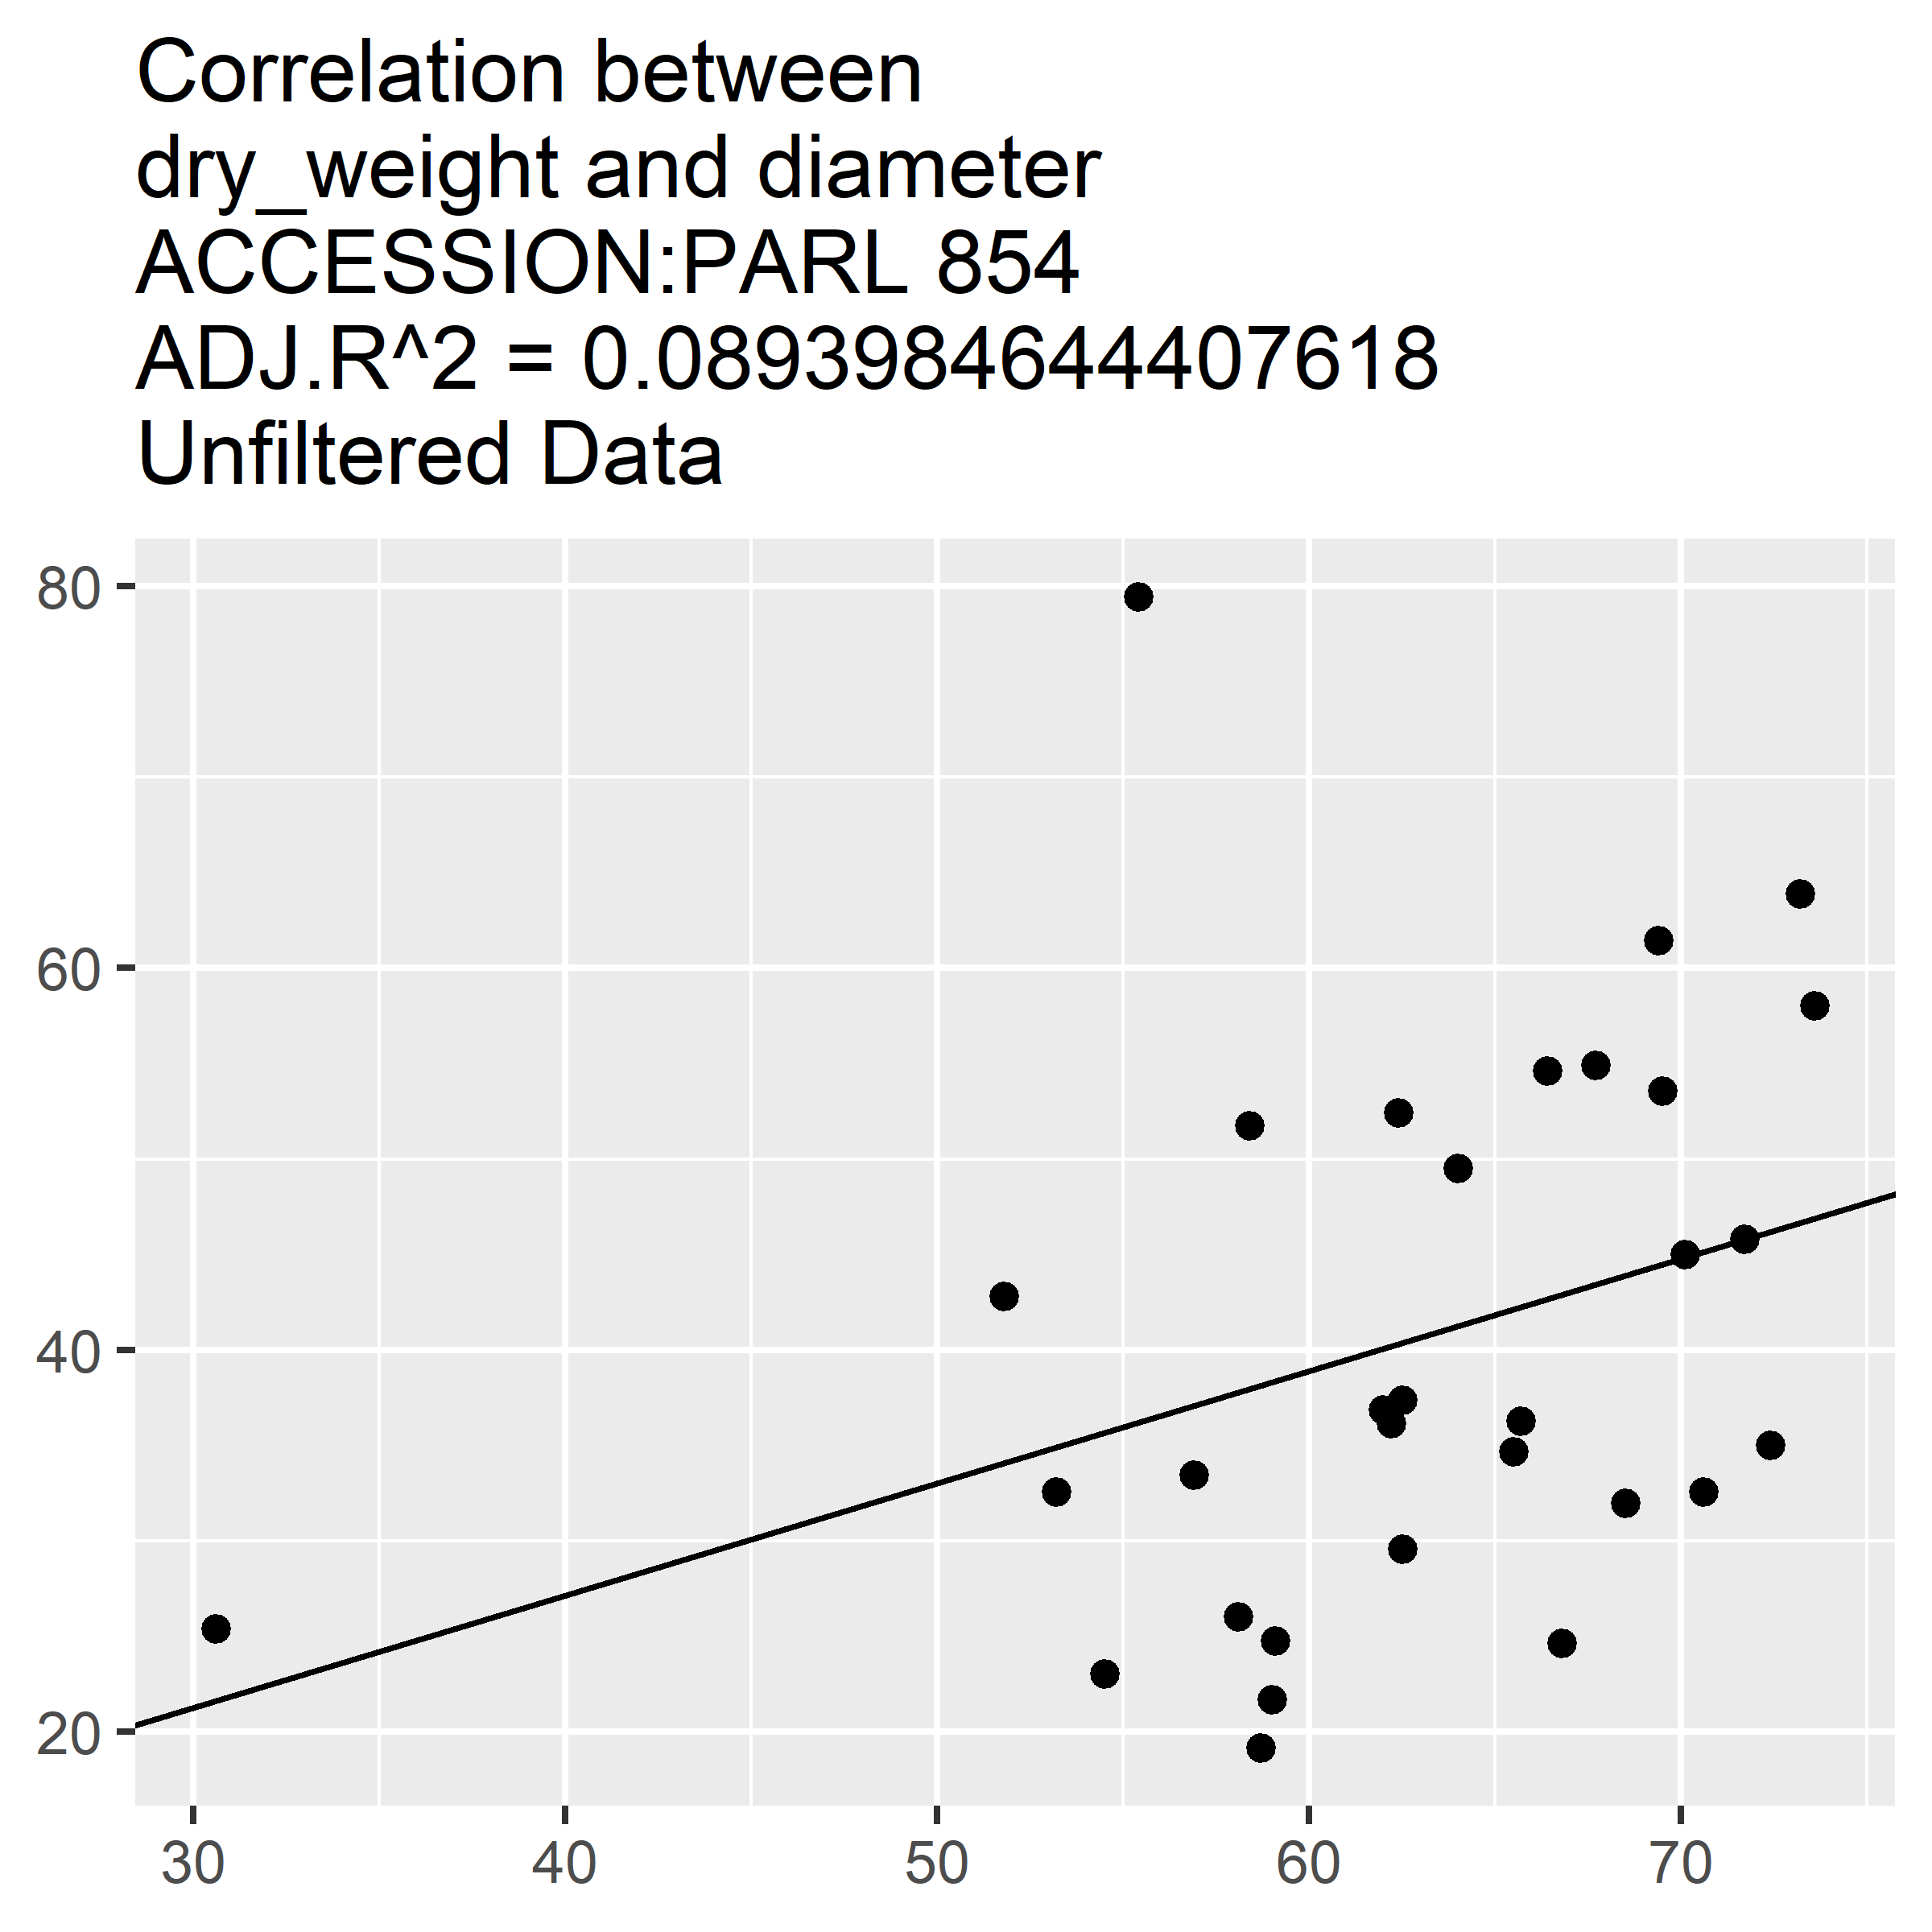 Correlation between
dry_weight and diameter
ACCESSION:PARL 854
ADJ.R^2 = 0.0893984644407618
Unfiltered Data
80
60
40
20
30 40 50 60 70